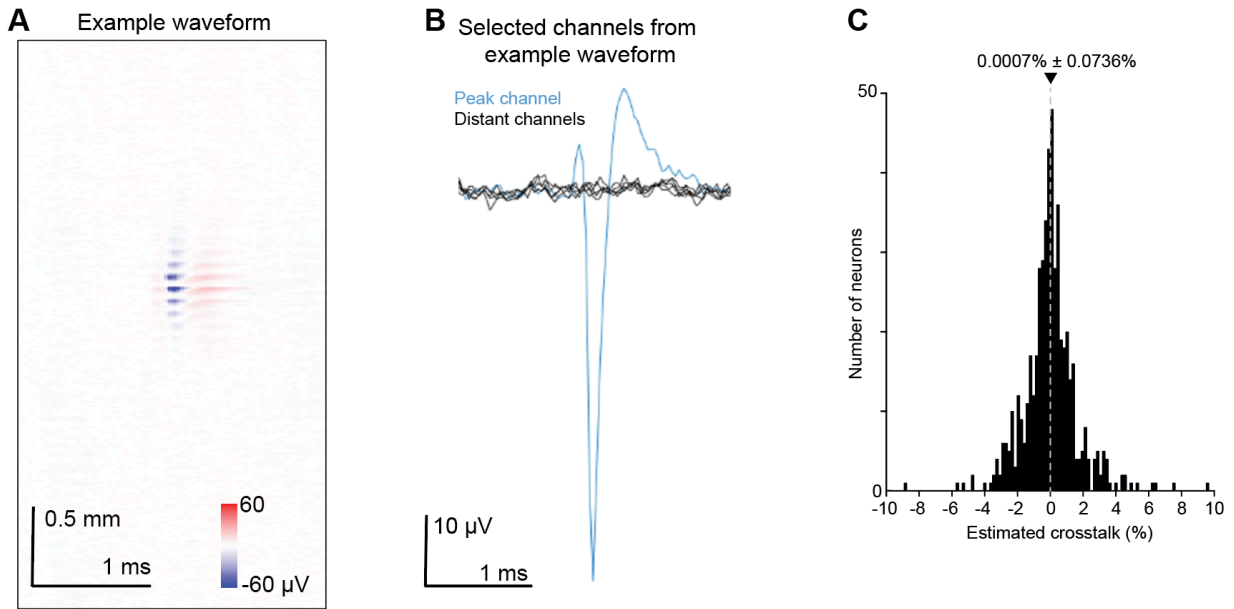 A
Example waveform
0.5 mm
1 ms
60
-60 µV
B
Selected channels from
example waveform
Peak channel
Distant channels
10 µV
1 ms
C
0.0007% ± 0.0736%
50
0
Number of neurons
-10 -8 -6 -4 -2 0 2 4 6 8 10
Estimated crosstalk (%)